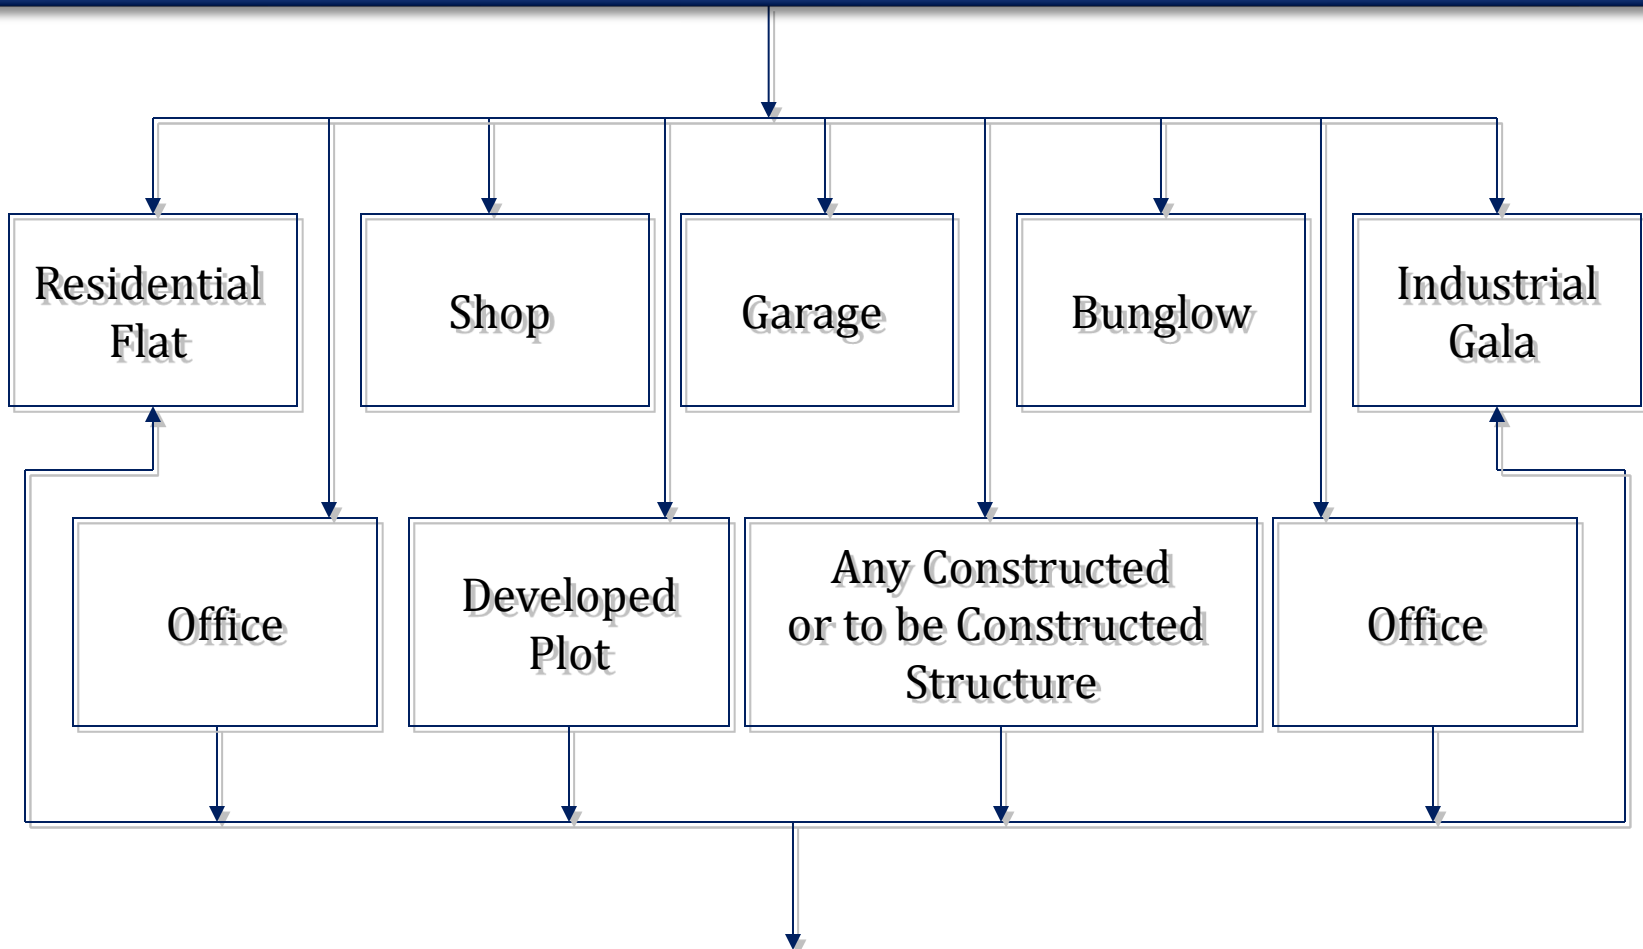 Residential
Flat
Shop
Garage
Bunglow
Industrial
Gala
Office
Developed
Plot
Any Constructed
or to be Constructed
Structure
Office